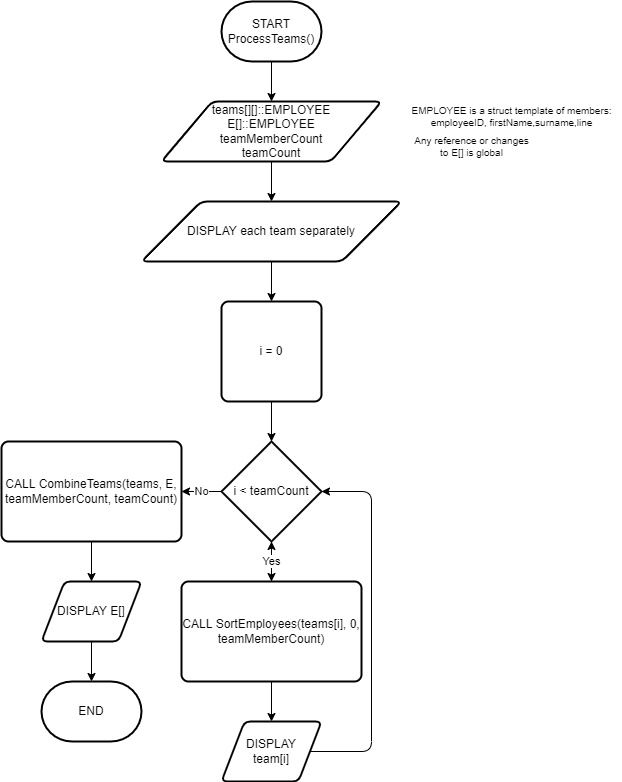 START
ProcessTeams()
teams[][]::EMPLOYEE
E[]::EMPLOYEE
teamMemberCount
teamCount
EMPLOYEE is a struct template of members:
employeeID, firstName,surname,line
Any reference or changes
to E[] is global
DISPLAY each team separately
i = 0
i < teamCount
No
CALL CombineTeams(teams, E,
teamMemberCount, teamCount)
Yes
DISPLAY E[]
CALL SortEmployees(teams[i], 0,
teamMemberCount)
END
DISPLAY
team[i]